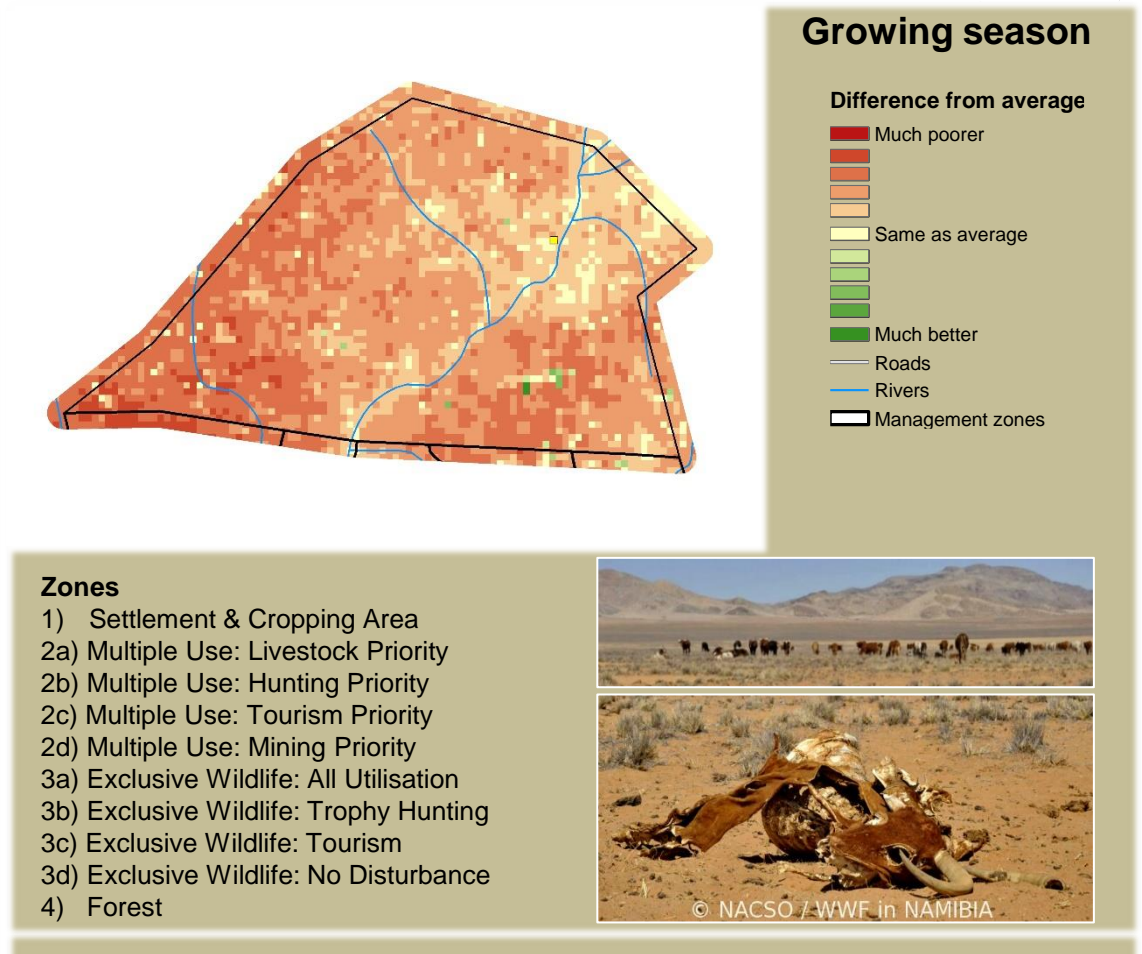 Growing season
Difference from average
Much poorer
Same as average
Much better
Roads
Rivers
Management zones
Zones
1) Settlement & Cropping Area
2a) Multiple Use: Livestock Priority
2b) Multiple Use: Hunting Priority
2c) Multiple Use: Tourism Priority
2d) Multiple Use: Mining Priority
3a) Exclusive Wildlife: All Utilisation
3b) Exclusive Wildlife: Trophy Hunting
3c) Exclusive Wildlife: Tourism
3d) Exclusive Wildlife: No Disturbance
4) Forest
© NACSO / WWF in NAMIBIA